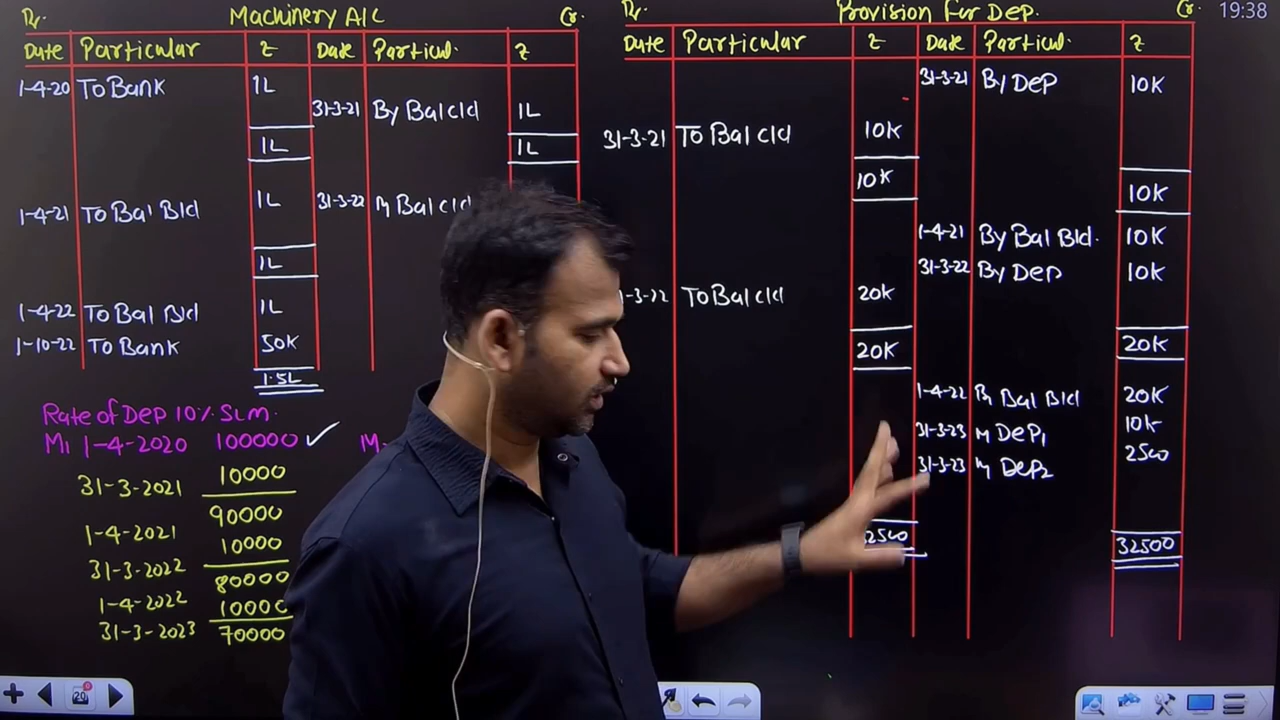 19:38
Dr. Machinery A/C Cr.
Date Particular ₹ Date Particul. ₹
1-4-20 To Bank 1L
31-3-21 By Bal c/d 1L
1L 1L
1-4-21 To Bal B/d 1L 31-3-22 By Bal c/d
1L
1-4-22 To Bal B/d 1L
1-10-22 To Bank 50K
1.5L
Rate of Dep 10% SLM.
M1 1-4-2020 100000 ✓ M
31-3-2021 10000
90000
1-4-2021 10000
31-3-2022 80000
1-4-2022 10000
31-3-2023 70000
Dr. Provision for Dep. Cr.
Date Particular ₹ Date Particul. ₹
31-3-21 By Dep 10K
31-3-21 To Bal c/d 10K
10K 10K
1-4-21 By Bal B/d. 10K
31-3-22 By Dep 10K
1-3-22 To Bal c/d 20K
20K 20K
1-4-22 By Bal B/d 20K
31-3-23 By Dep1 10K
31-3-23 By Dep2 2500
2500 32500
20